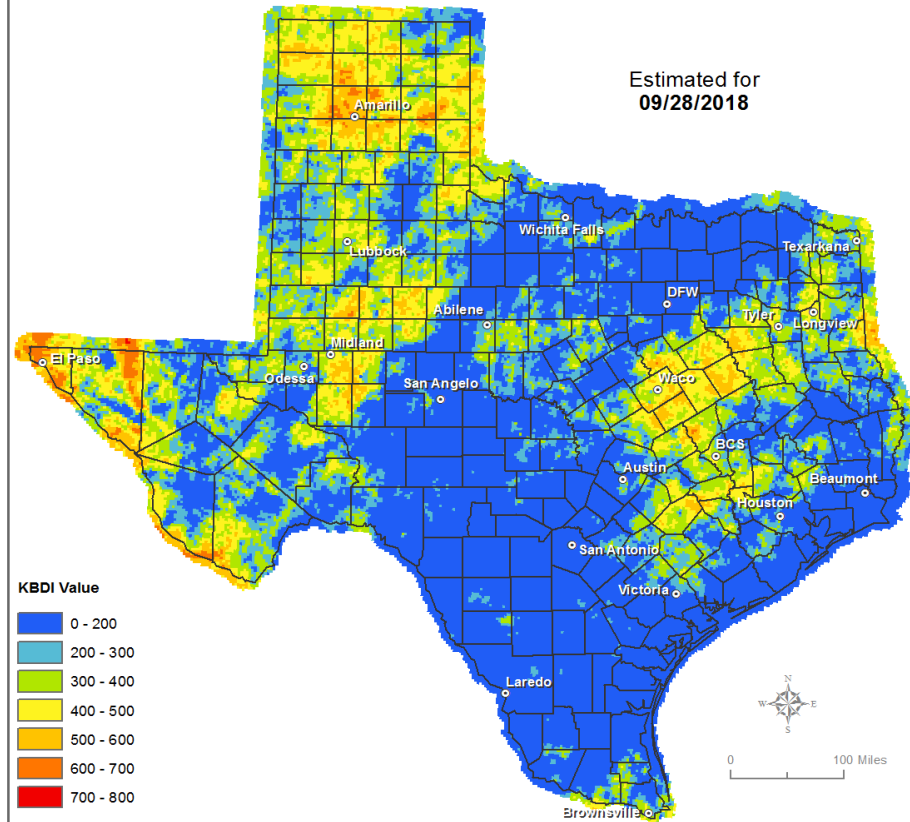 Estimated for
09/28/2018
Amarillo
Wichita Falls
Texarkana
Lubbock
DFW
Abilene
Tyler
Longview
Midland
El Paso
Odessa
San Angelo
Waco
BCS
Austin
Beaumont
Houston
San Antonio
Victoria
Laredo
Brownsville
KBDI Value
0 - 200
200 - 300
300 - 400
400 - 500
500 - 600
600 - 700
700 - 800
N
W E
S
0 100 Miles